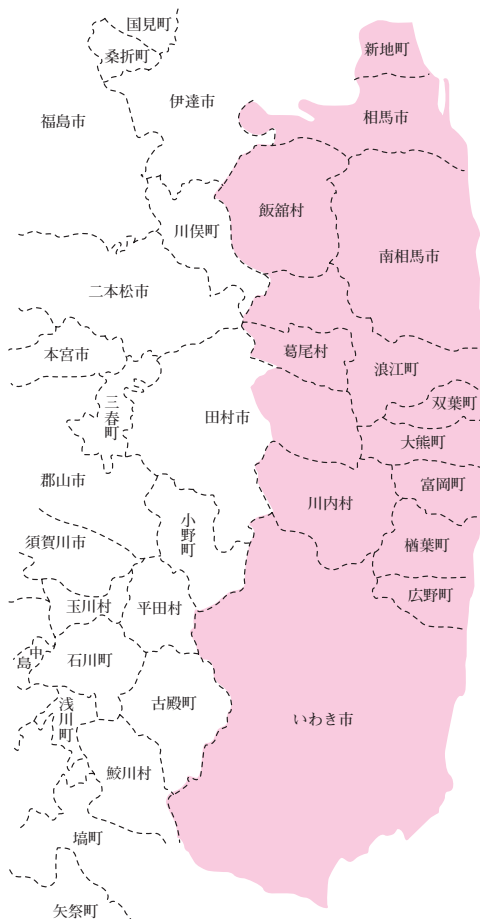 国見町
桑折町
新地町
伊達市
相馬市
福島市
飯舘村
川俣町
南相馬市
二本松市
本宮市
葛尾村
浪江町
三春町
双葉町
田村市
大熊町
郡山市
富岡町
川内村
小野町
須賀川市
楢葉町
広野町
玉川村
平田村
中島
石川町
浅川町
古殿町
いわき市
鮫川村
塙町
矢祭町